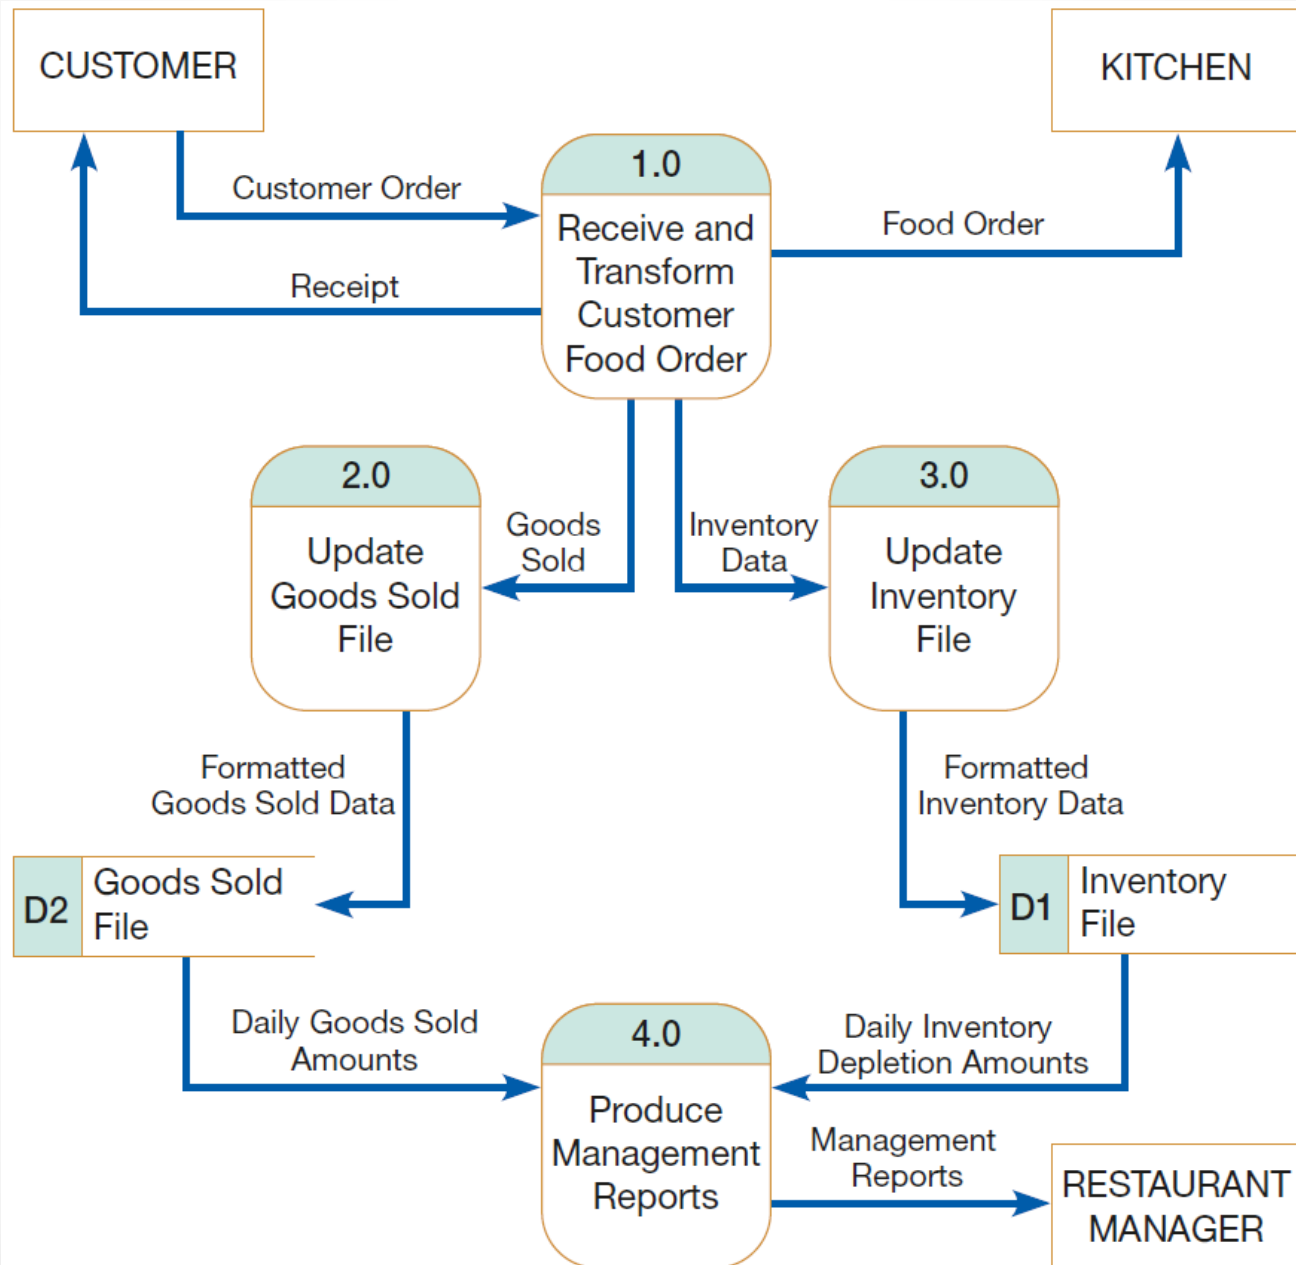 CUSTOMER
KITCHEN
1.0
Receive and
Transform
Customer
Food Order
Customer Order
Receipt
Food Order
2.0
Update
Goods Sold
File
Goods
Sold
Inventory
Data
3.0
Update
Inventory
File
Formatted
Goods Sold Data
Formatted
Inventory Data
D2
Goods Sold
File
D1
Inventory
File
Daily Goods Sold
Amounts
4.0
Produce
Management
Reports
Daily Inventory
Depletion Amounts
Management
Reports
RESTAURANT
MANAGER